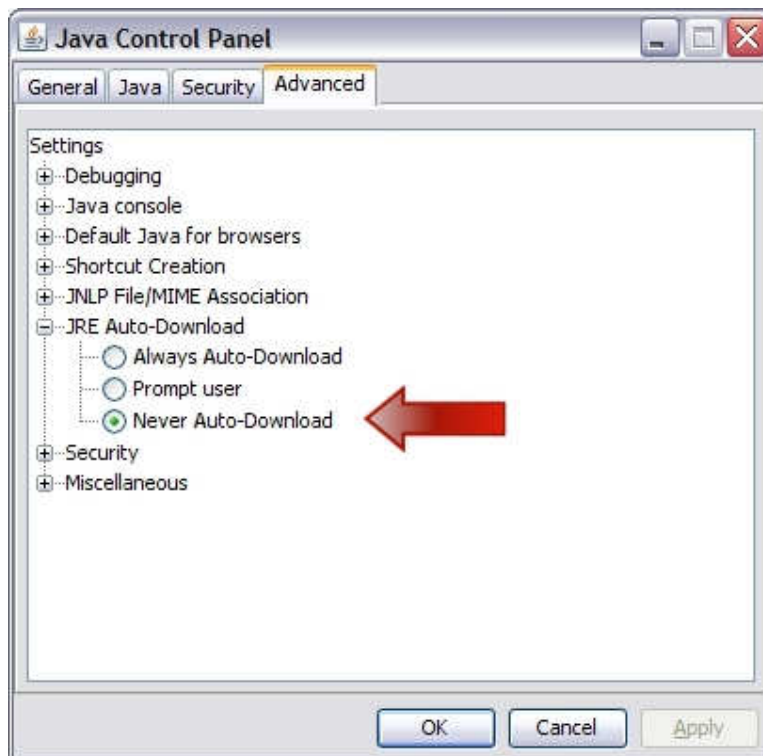 Java Control Panel
General Java Security Advanced
Settings
Debugging
Java console
Default Java for browsers
Shortcut Creation
JNLP File/MIME Association
JRE Auto-Download
Always Auto-Download
Prompt user
Never Auto-Download
Security
Miscellaneous
OK Cancel Apply